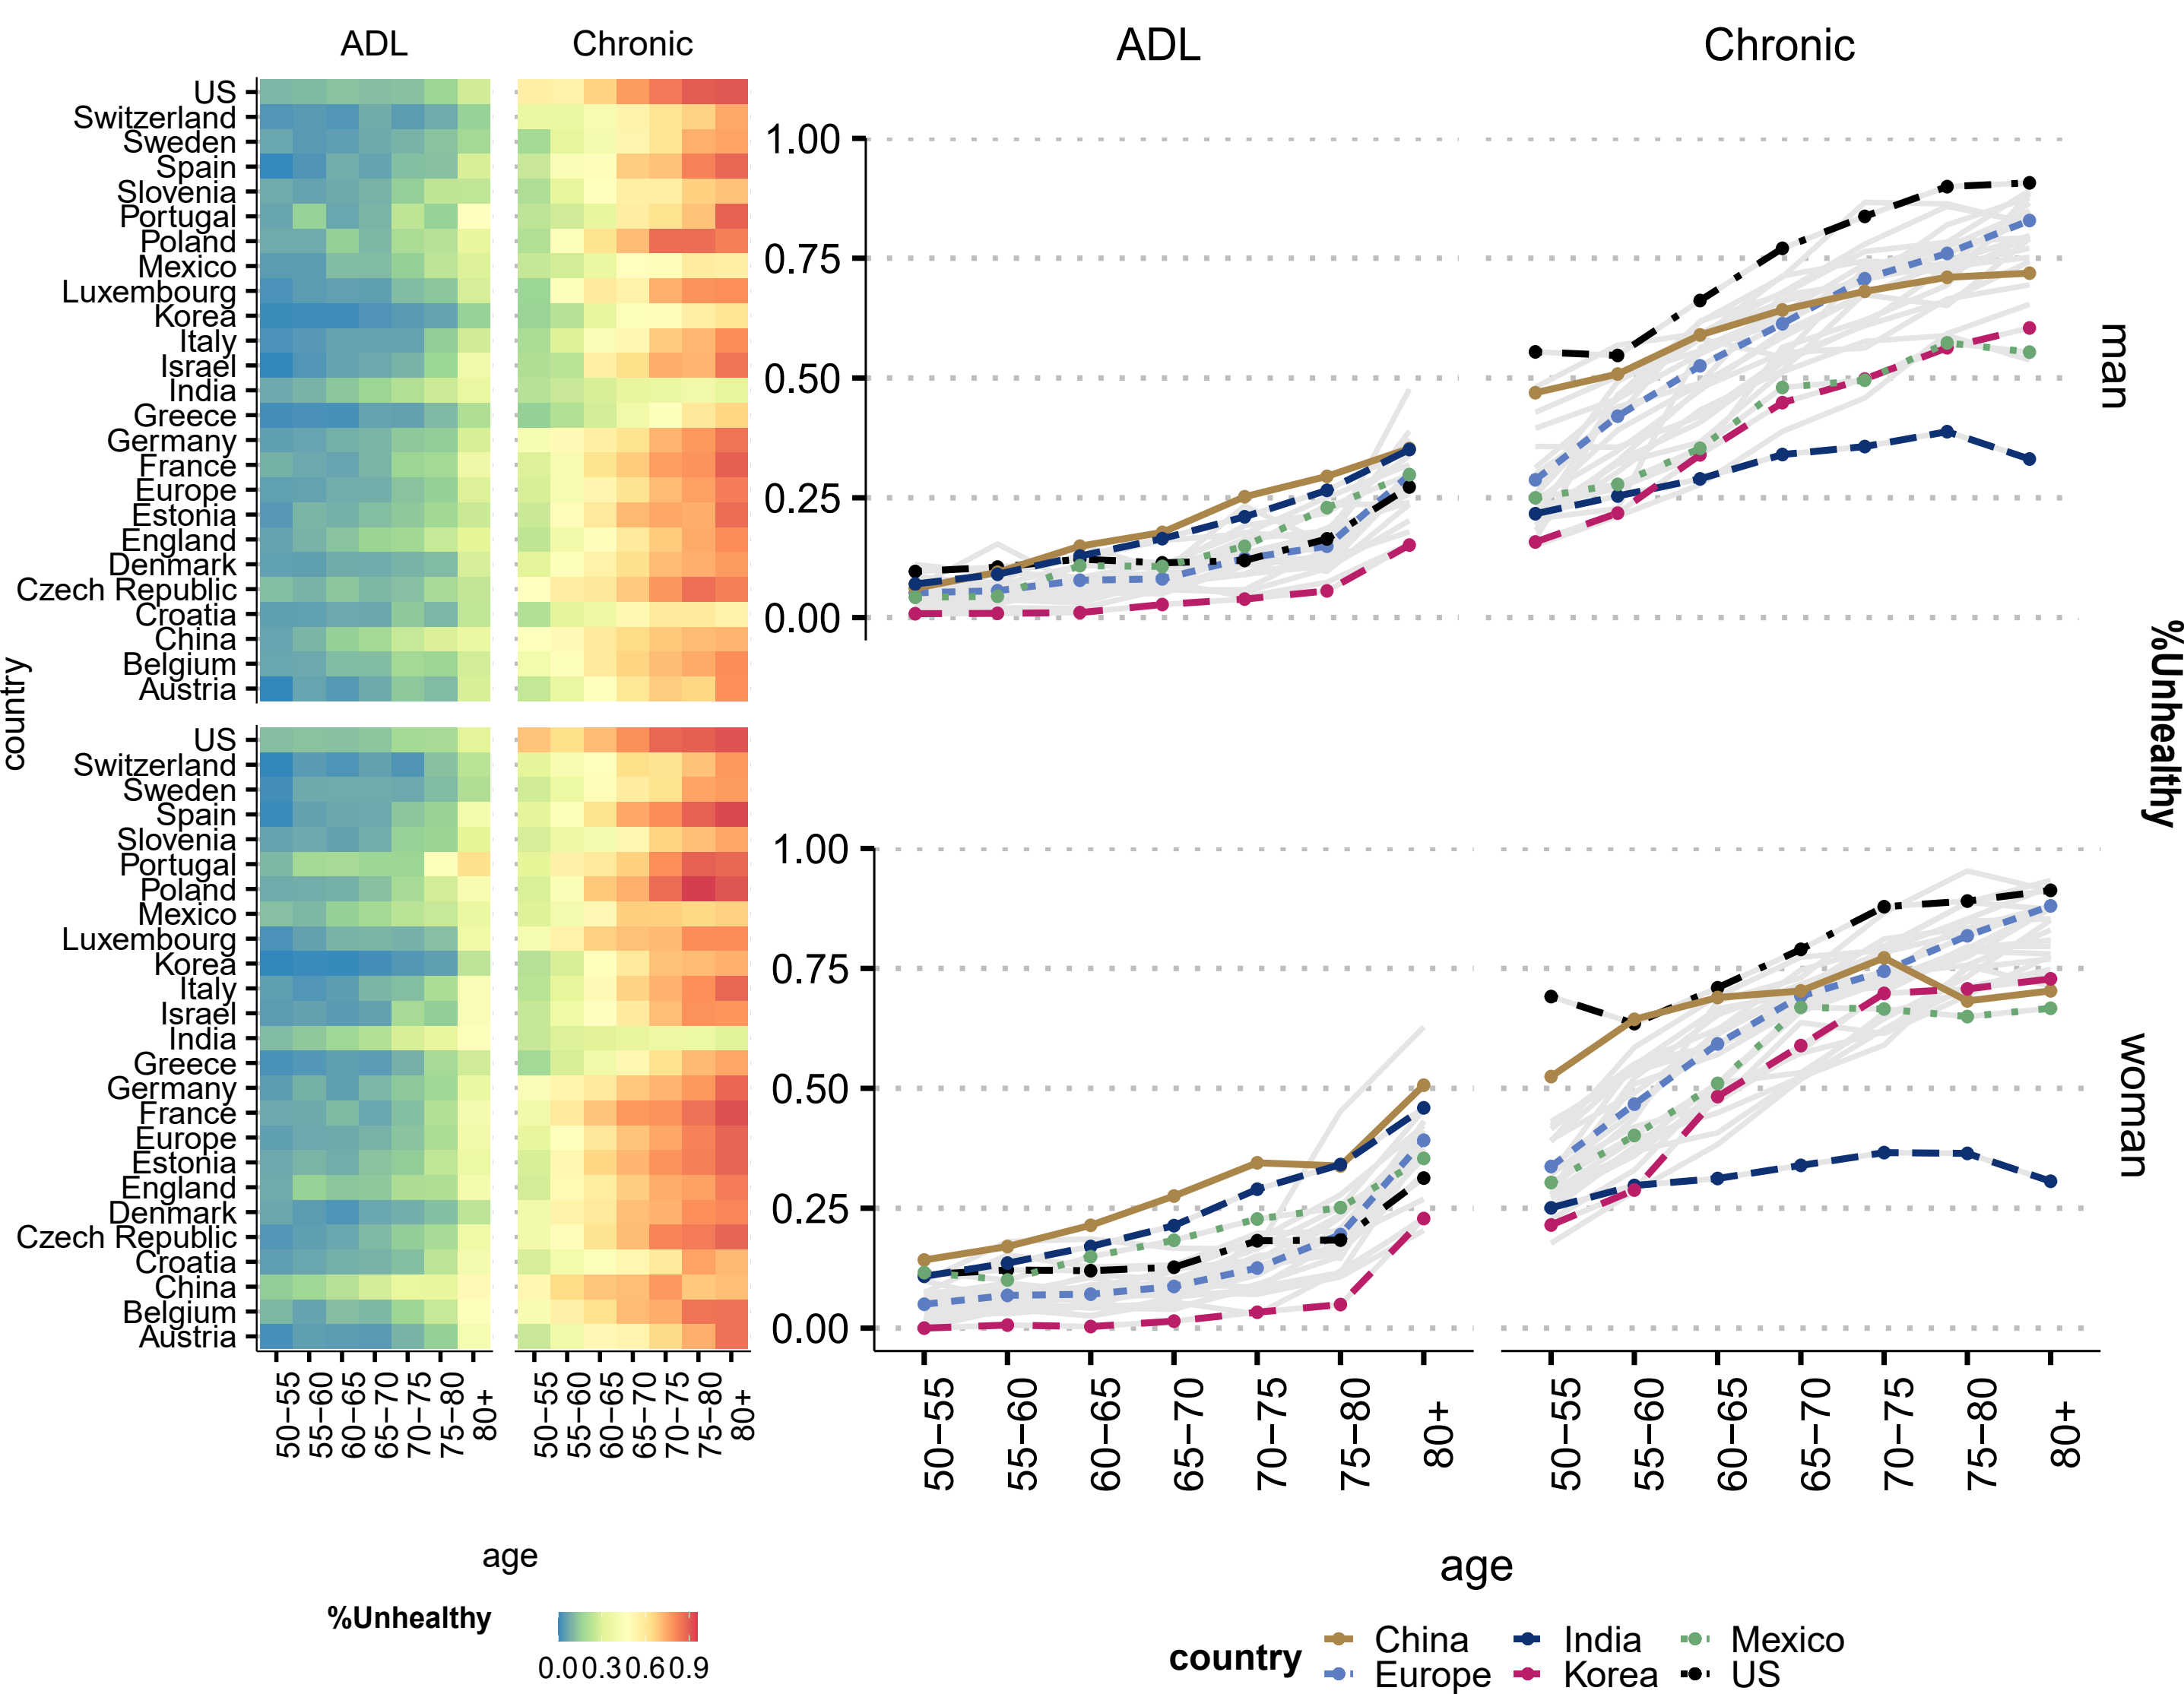 ADL Chronic
US
Switzerland
Sweden
Spain
Slovenia
Portugal
Poland
Mexico
Luxembourg
Korea
Italy
Israel
India
Greece
Germany
France
Europe
Estonia
England
Denmark
Czech Republic
Croatia
China
Belgium
Austria
US
Switzerland
Sweden
Spain
Slovenia
Portugal
Poland
Mexico
Luxembourg
Korea
Italy
Israel
India
Greece
Germany
France
Europe
Estonia
England
Denmark
Czech Republic
Croatia
China
Belgium
Austria
country
50−55 55−60 60−65 65−70 70−75 75−80 80+ 50−55 55−60 60−65 65−70 70−75 75−80 80+
age
%Unhealthy
0.0 0.3 0.6 0.9
ADL Chronic
1.00
0.75
0.50
0.25
0.00
man
1.00
0.75
0.50
0.25
0.00
woman
%Unhealthy
50−55 55−60 60−65 65−70 70−75 75−80 80+ 50−55 55−60 60−65 65−70 70−75 75−80 80+
age
country
China India Mexico
Europe Korea US